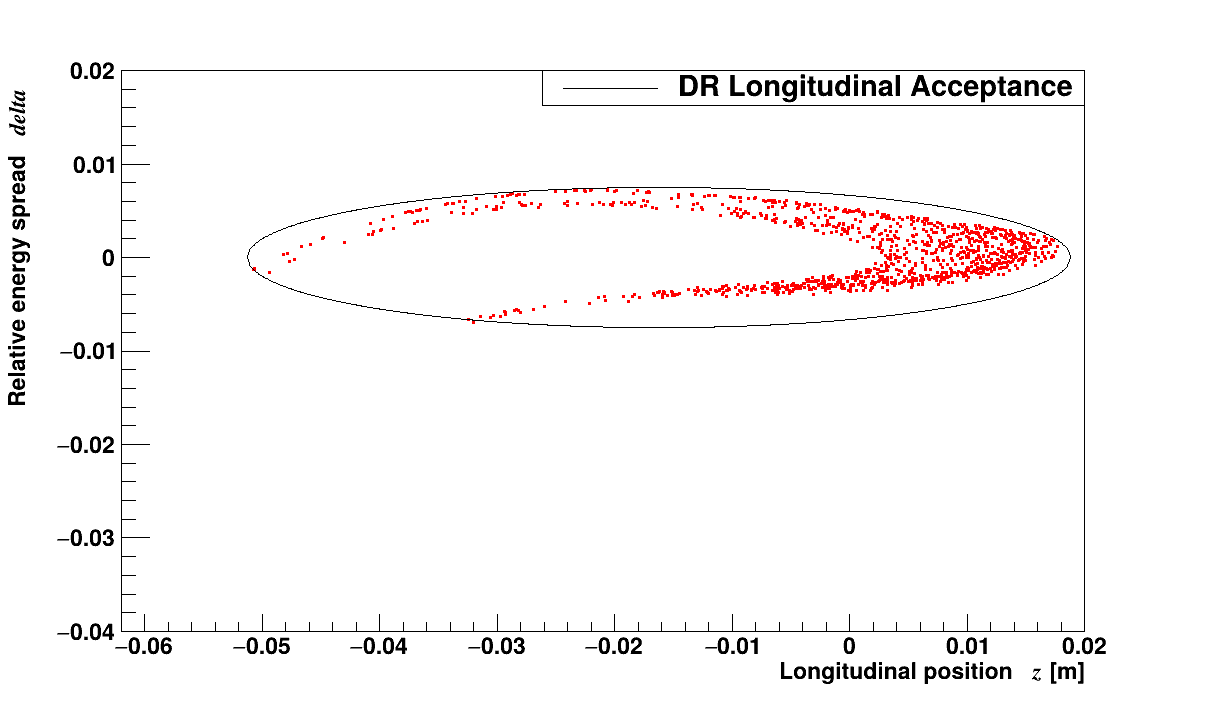 DR Longitudinal Acceptance
Relative energy spread delta
0.02
0.01
0
−0.01
−0.02
−0.03
−0.04
−0.06 −0.05 −0.04 −0.03 −0.02 −0.01 0 0.01 0.02
Longitudinal position z [m]